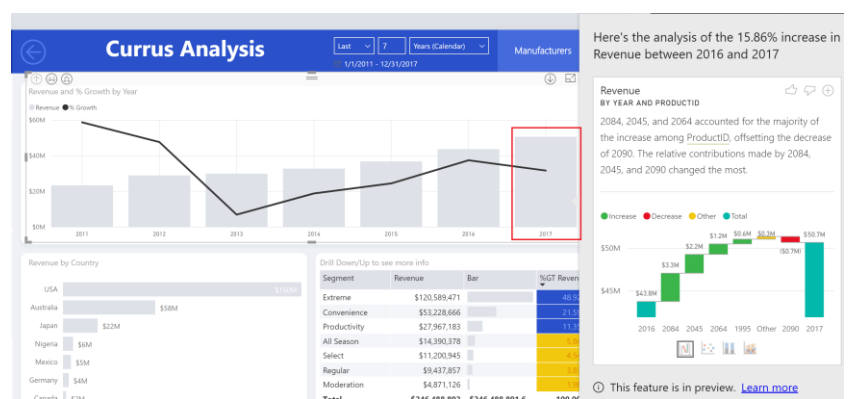 Currus Analysis
Last 7 Years (Calendar)
1/1/2011 - 12/31/2017
Manufacturers
Revenue and % Growth by Year
Revenue % Growth
$60M
$40M
$20M
$0M
2011 2012 2013 2014 2015 2016 2017
Revenue by Country
USA
Australia $58M
Japan $22M
Nigeria $6M
Mexico $5M
Germany $4M
Canada
Drill Down/Up to see more info
Segment Revenue Bar %GT Reven
Extreme $120,589,471
Convenience $53,228,666
Productivity $27,967,183
All Season $14,390,378
Select $11,200,945
Regular $9,437,857
Moderation $4,871,126
Total
Here's the analysis of the 15.86% increase in
Revenue between 2016 and 2017
Revenue
BY YEAR AND PRODUCTID
2084, 2045, and 2064 accounted for the majority of
the increase among ProductID, offsetting the decrease
of 2090. The relative contributions made by 2084,
2045, and 2090 changed the most.
Increase Decrease Other Total
$50M
$45M
$43.8M $3.3M $2.2M $1.2M $0.6M $0.3M ($0.7M) $50.7M
2016 2084 2045 2064 1995 Other 2090 2017
This feature is in preview. Learn more